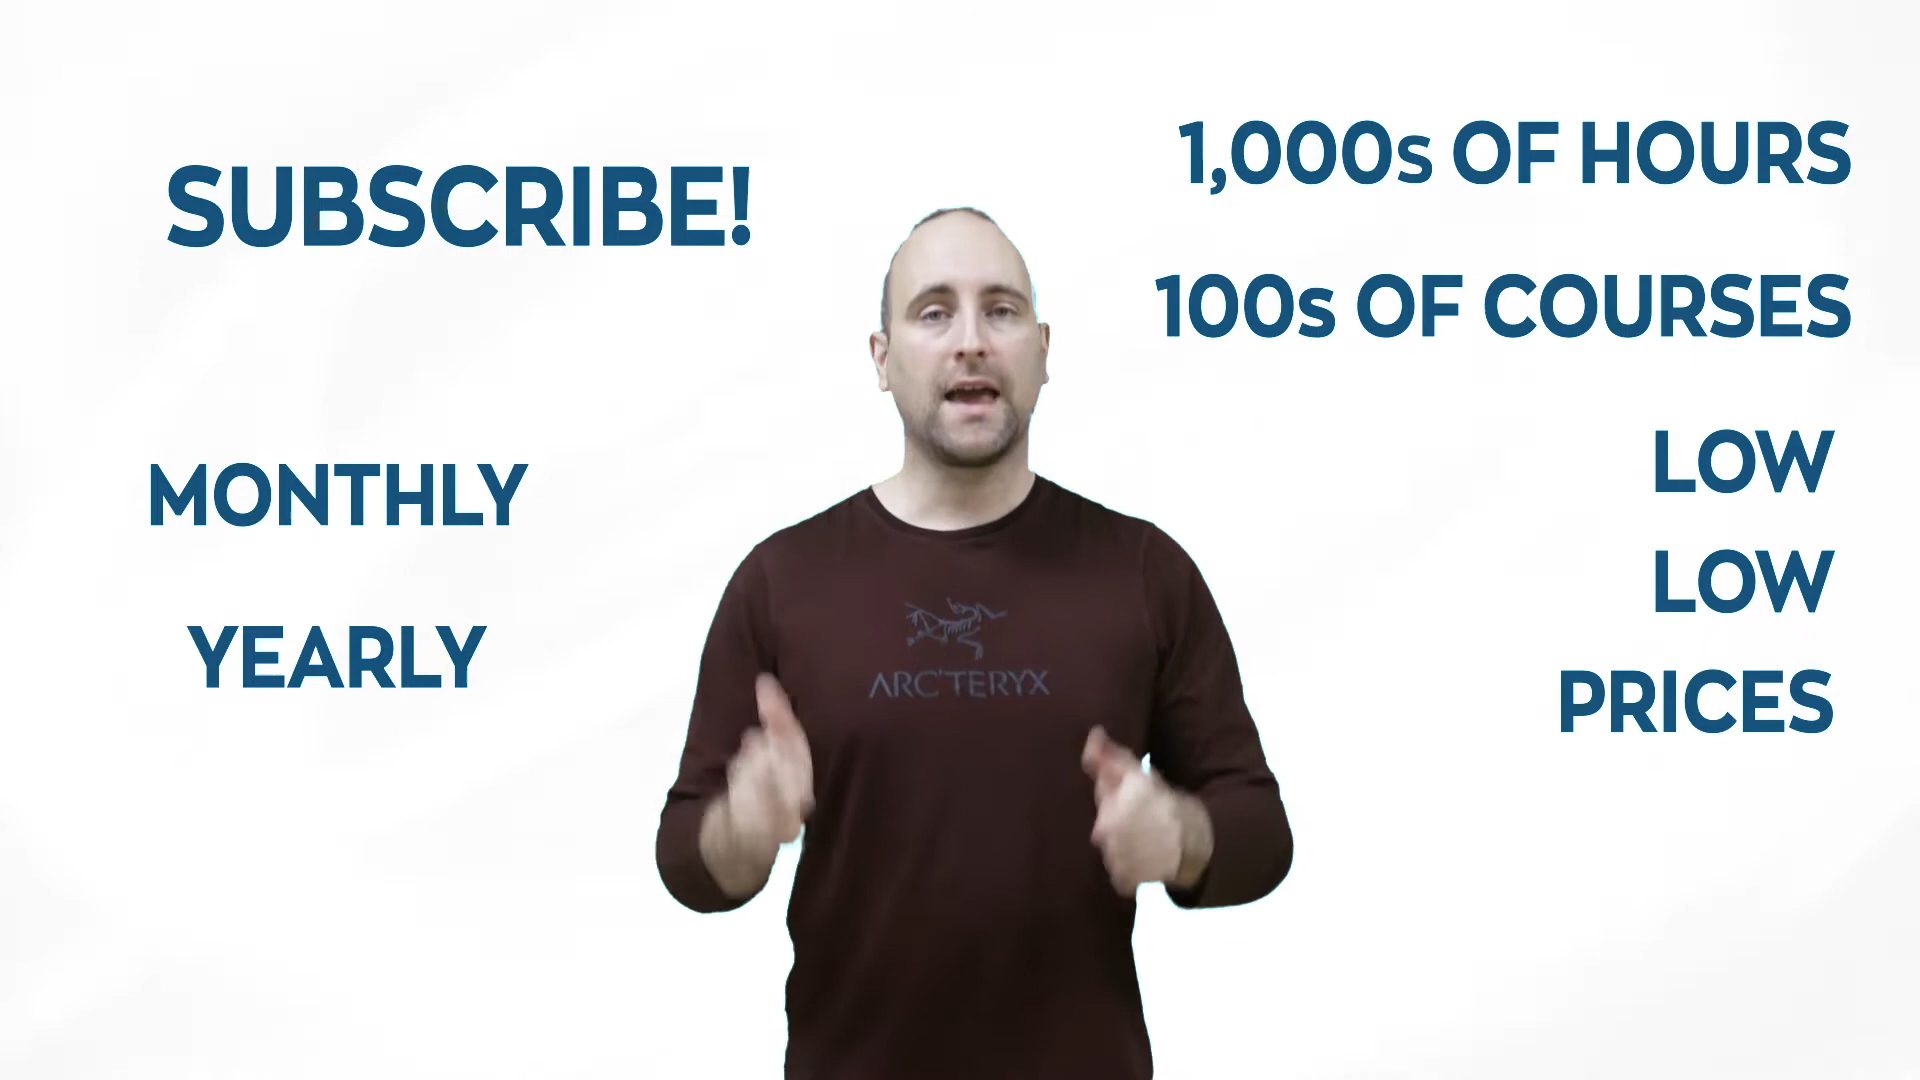 SUBSCRIBE!
MONTHLY
YEARLY
1,000s OF HOURS
100s OF COURSES
LOW
LOW
PRICES
ARC'TERYX